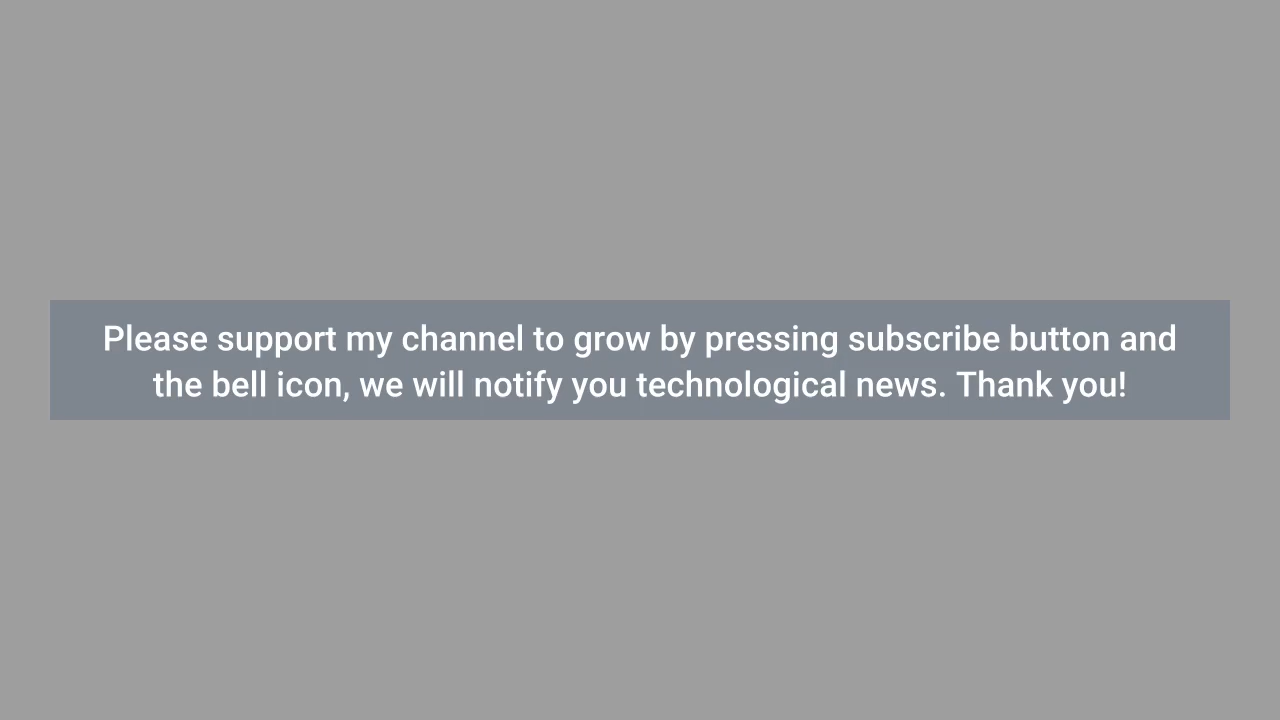 Please support my channel to grow by pressing subscribe button and
the bell icon, we will notify you technological news. Thank you!